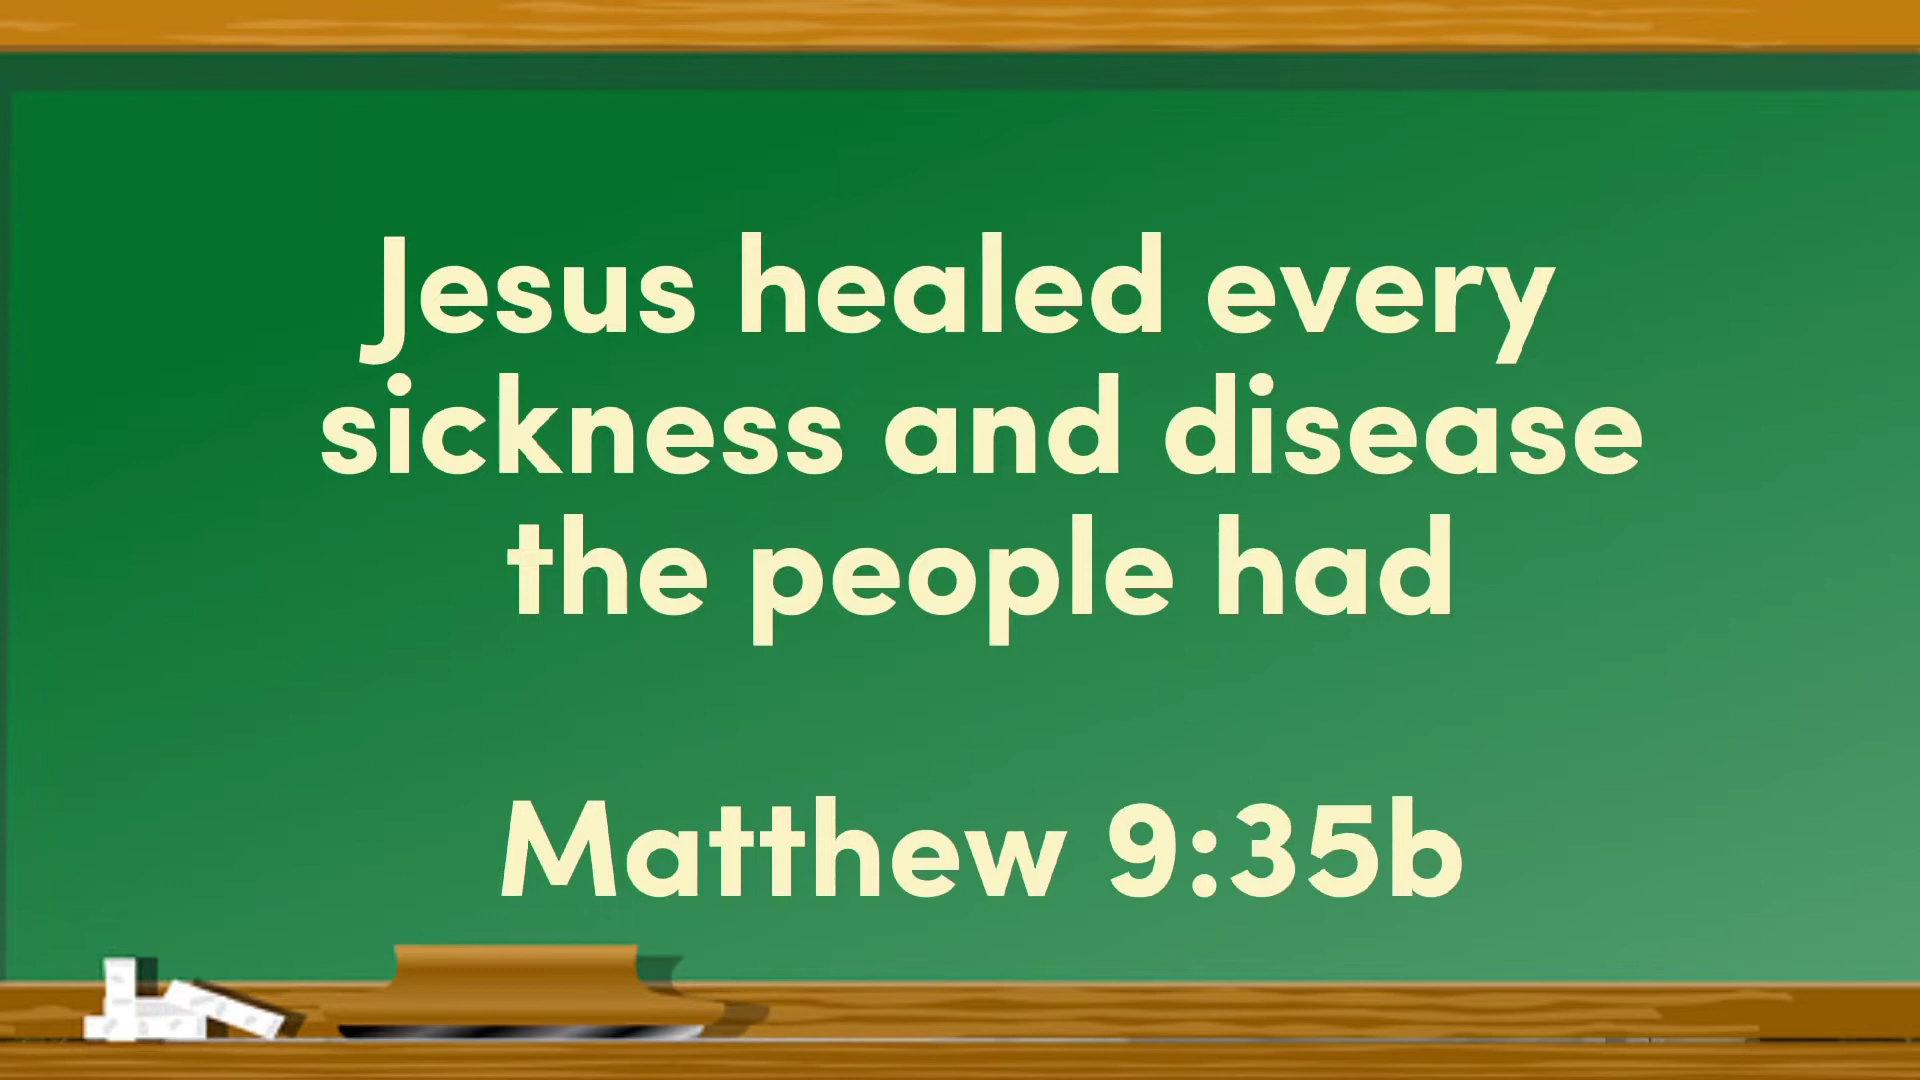 Jesus healed every
sickness and disease
the people had
Matthew 9:35b